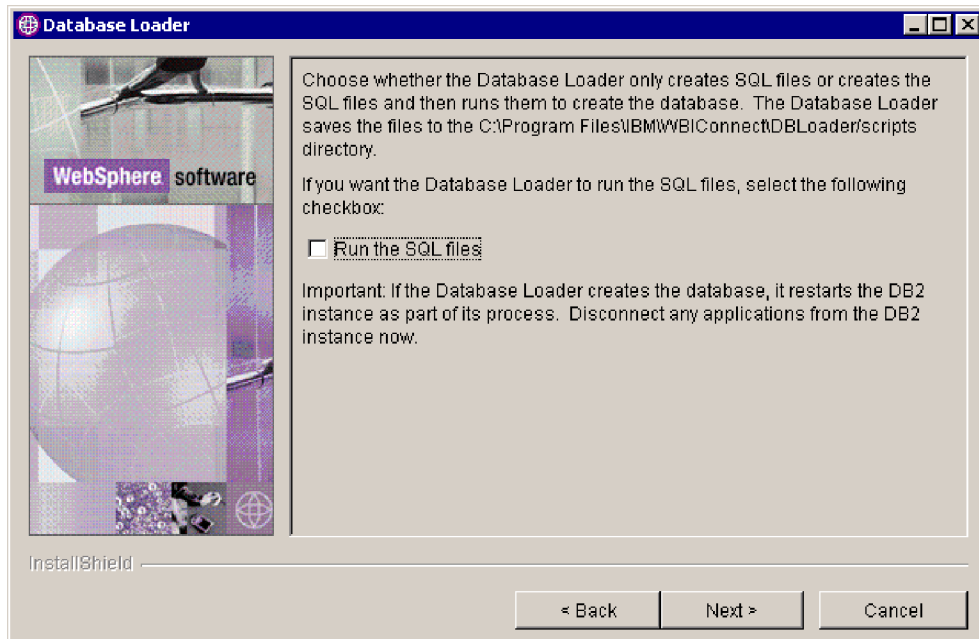 Database Loader
WebSphere software
Choose whether the Database Loader only creates SQL files or creates the
SQL files and then runs them to create the database. The Database Loader
saves the files to the C:\Program Files\IBM\WBIConnect\DBLoader/scripts
directory.
If you want the Database Loader to run the SQL files, select the following
checkbox:
Run the SQL files
Important: If the Database Loader creates the database, it restarts the DB2
instance as part of its process. Disconnect any applications from the DB2
instance now.
InstallShield
< Back
Next >
Cancel